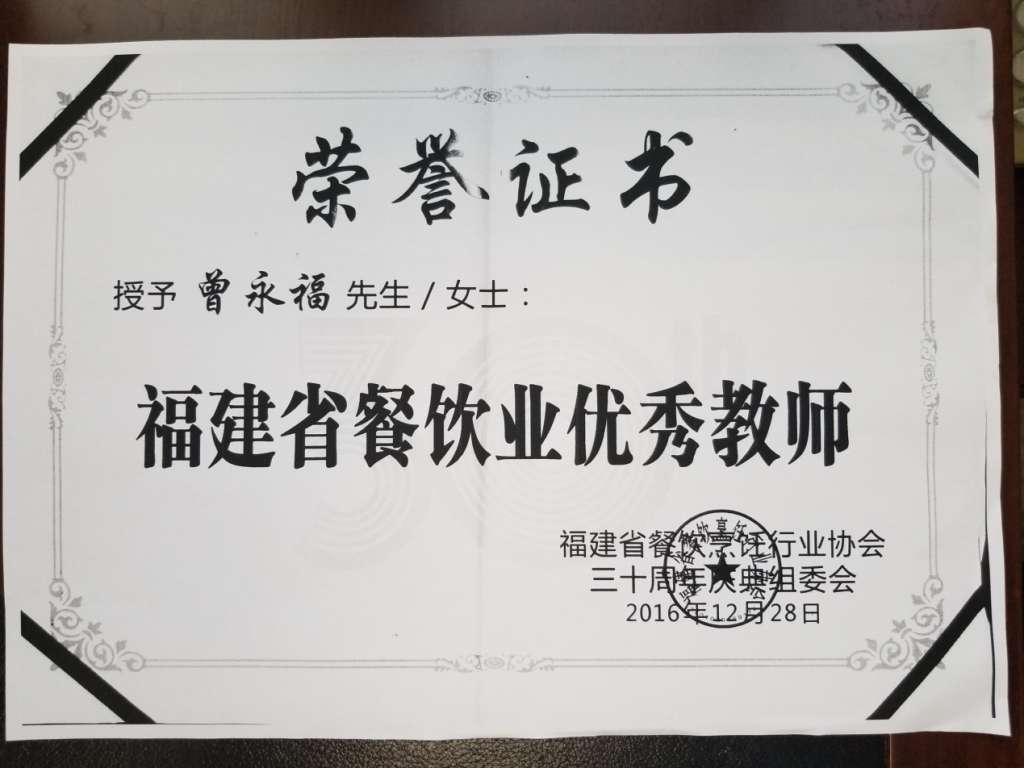 荣誉证书
授予 曾永福 先生 / 女士：
30th
福建省餐饮业优秀教师
福建省餐饮烹饪行业协会
三十周年庆典组委会
2016年12月28日